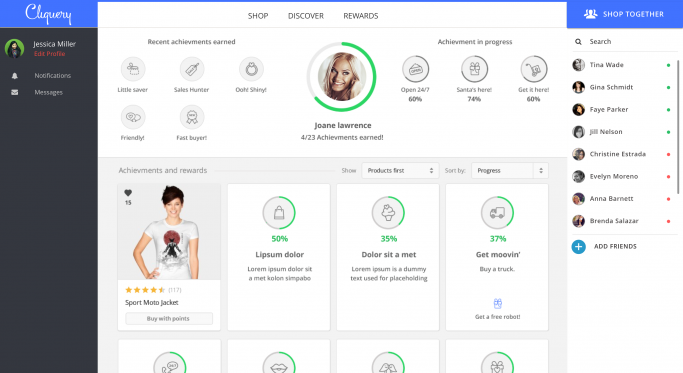 Cliquery
SHOP DISCOVER REWARDS
SHOP TOGETHER
Jessica Miller
Edit Profile
Notifications
Messages
Recent achievments earned
Little saver
Sales Hunter
Ooh! Shiny!
Friendly!
Fast buyer!
Joane lawrence
4/23 Achievments earned!
Achievment in progress
Open 24/7
60%
Santa's here!
74%
Get it here!
60%
Search
Tina Wade
Gina Schmidt
Faye Parker
Jill Nelson
Christine Estrada
Evelyn Moreno
Anna Barnett
Brenda Salazar
ADD FRIENDS
Achievments and rewards
Show
Products first
Sort by:
Progress
15
(117)
Sport Moto Jacket
Buy with points
50%
Lipsum dolor
Lorem ipsum dolor sit
a met kolon simpabo
35%
Dolor sit a met
Lorem ipsum is a dummy
text used for placeholding
37%
Get moovin'
Buy a truck.
Get a free robot!